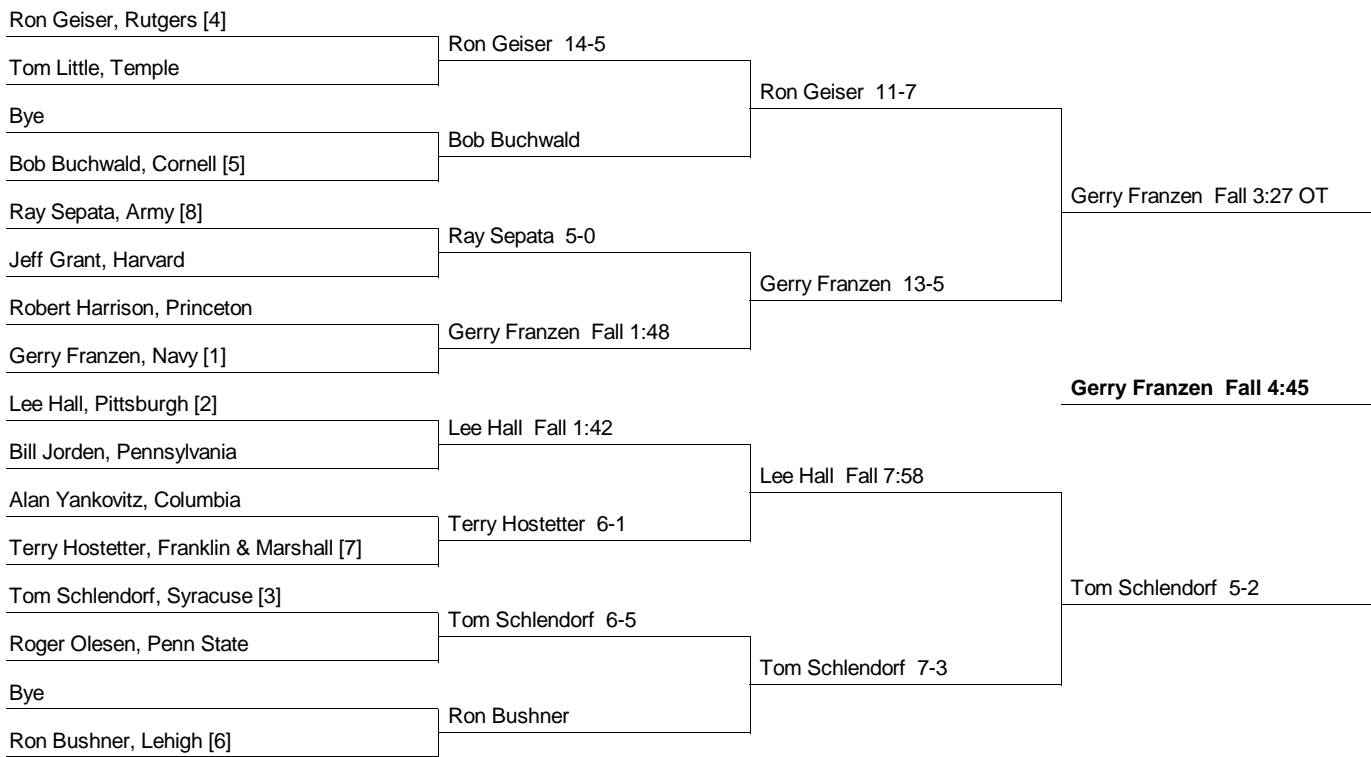 Ron Geiser, Rutgers [4]
Tom Little, Temple
Bye
Bob Buchwald, Cornell [5]
Ray Sepata, Army [8]
Jeff Grant, Harvard
Robert Harrison, Princeton
Gerry Franzen, Navy [1]
Lee Hall, Pittsburgh [2]
Bill Jorden, Pennsylvania
Alan Yankovitz, Columbia
Terry Hostetter, Franklin & Marshall [7]
Tom Schlendorf, Syracuse [3]
Roger Olesen, Penn State
Bye
Ron Bushner, Lehigh [6]
Ron Geiser 14-5
Bob Buchwald
Ray Sepata 5-0
Gerry Franzen Fall 1:48
Lee Hall Fall 1:42
Terry Hostetter 6-1
Tom Schlendorf 6-5
Ron Bushner
Ron Geiser 11-7
Gerry Franzen 13-5
Lee Hall Fall 7:58
Tom Schlendorf 7-3
Gerry Franzen Fall 3:27 OT
Tom Schlendorf 5-2
Gerry Franzen Fall 4:45